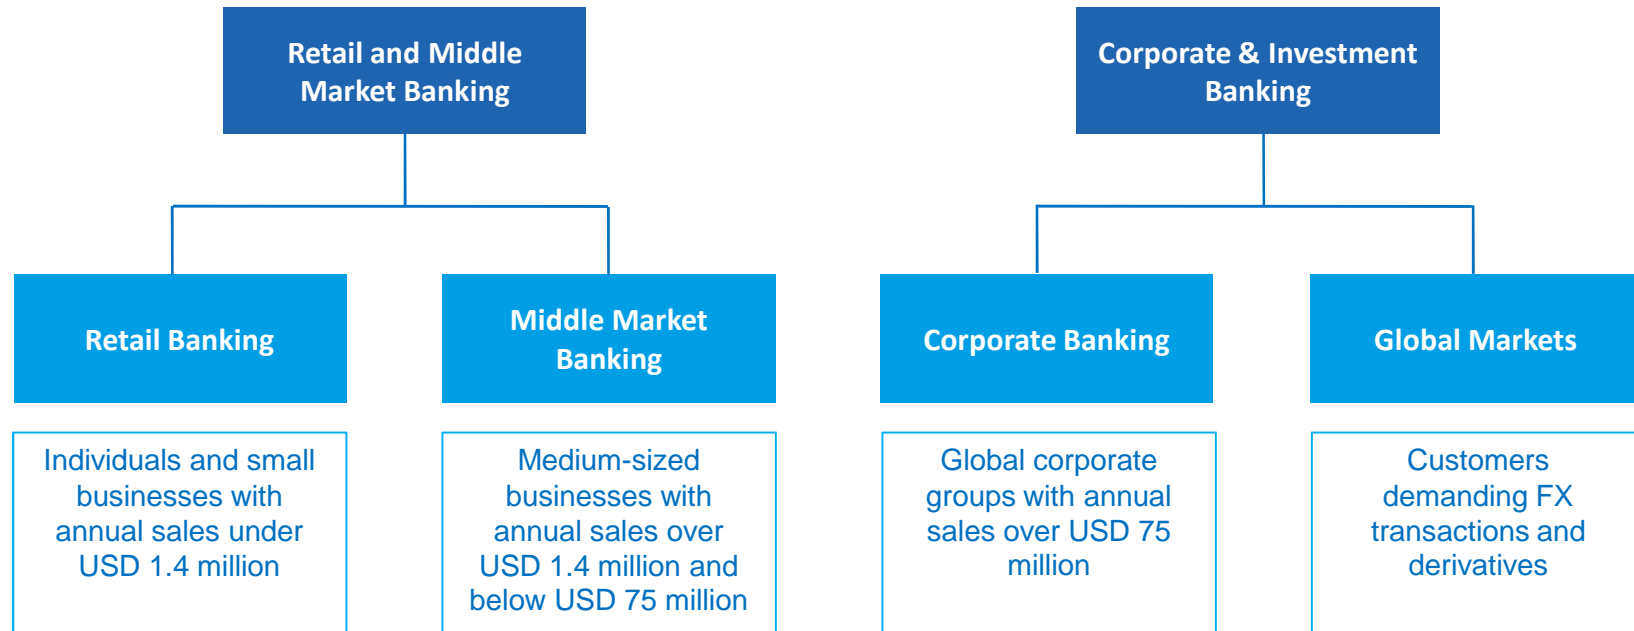 Retail and Middle
Market Banking
Corporate & Investment
Banking
Retail Banking
Middle Market
Banking
Corporate Banking
Global Markets
Individuals and small
businesses with
annual sales under
USD 1.4 million
Medium-sized
businesses with
annual sales over
USD 1.4 million and
below USD 75 million
Global corporate
groups with annual
sales over USD 75
million
Customers
demanding FX
transactions and
derivatives